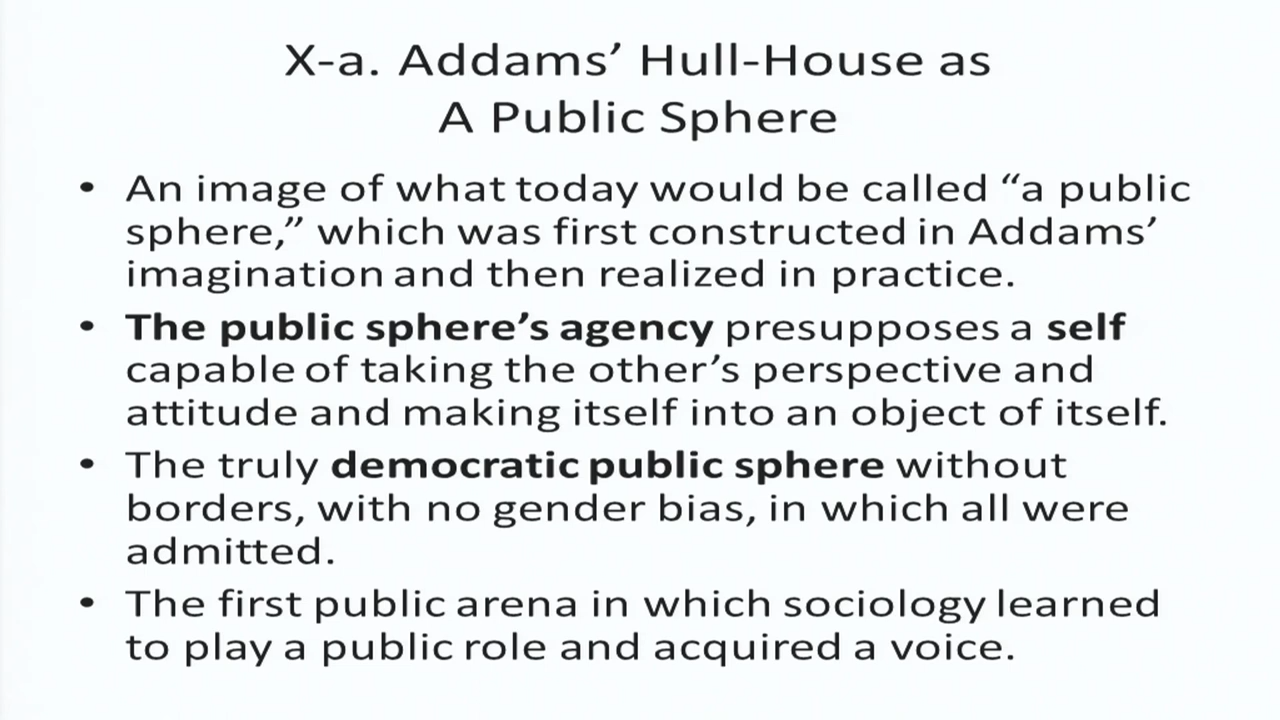 X-a. Addams’ Hull-House as
A Public Sphere
• An image of what today would be called “a public
sphere,” which was first constructed in Addams’
imagination and then realized in practice.
• The public sphere’s agency presupposes a self
capable of taking the other’s perspective and
attitude and making itself into an object of itself.
• The truly democratic public sphere without
borders, with no gender bias, in which all were
admitted.
• The first public arena in which sociology learned
to play a public role and acquired a voice.